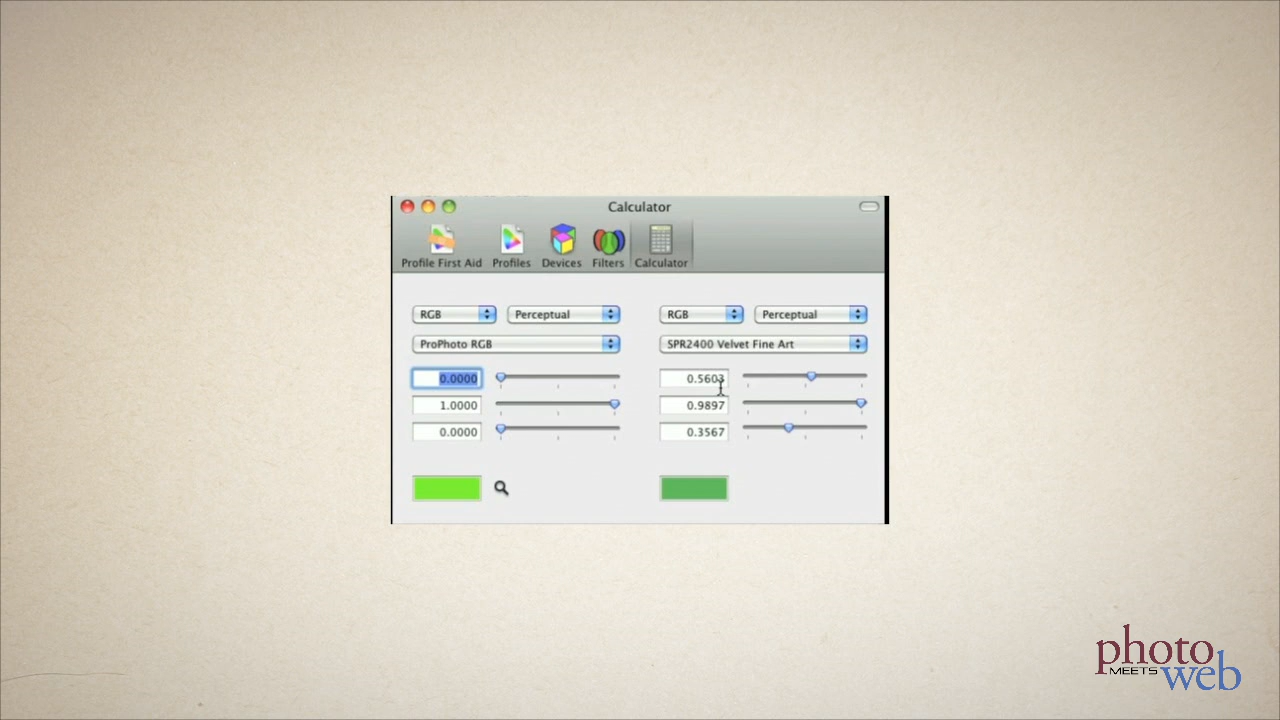 Calculator
Profile First Aid Profiles Devices Filters Calculator
RGB Perceptual RGB Perceptual
ProPhoto RGB SPR2400 Velvet Fine Art
0.0000 0.5603
1.0000 0.9897
0.0000 0.3567
photo
MEETS web